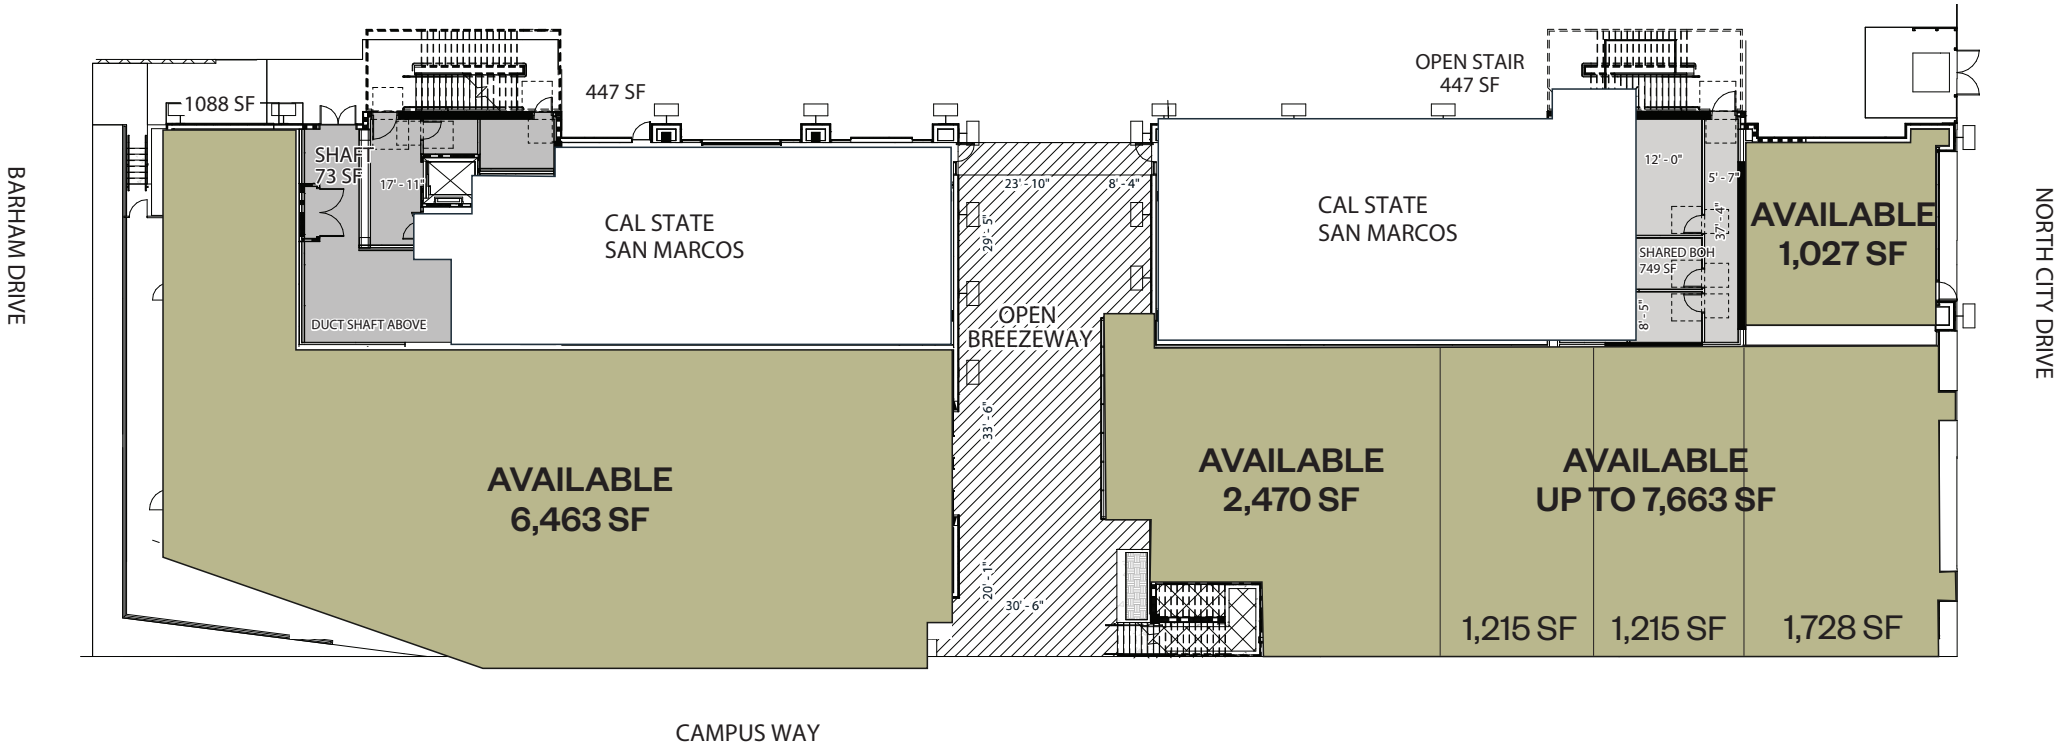 OPEN STAIR
447 SF
447 SF
1088 SF
SHAFT
73 SF
17' - 11"
12' - 0"
5' - 7"
23' - 10"
8' - 4"
BARHAM DRIVE
CAL STATE
SAN MARCOS
29' - 5"
CAL STATE
SAN MARCOS
37' - 4"
AVAILABLE
1,027 SF
NORTH CITY DRIVE
SHARED BOH
749 SF
8' - 5"
DUCT SHAFT ABOVE
OPEN
BREEZEWAY
33' - 6"
AVAILABLE
6,463 SF
AVAILABLE
2,470 SF
AVAILABLE
UP TO 7,663 SF
20' - 1"
30' - 6"
1,215 SF
1,215 SF
1,728 SF
CAMPUS WAY